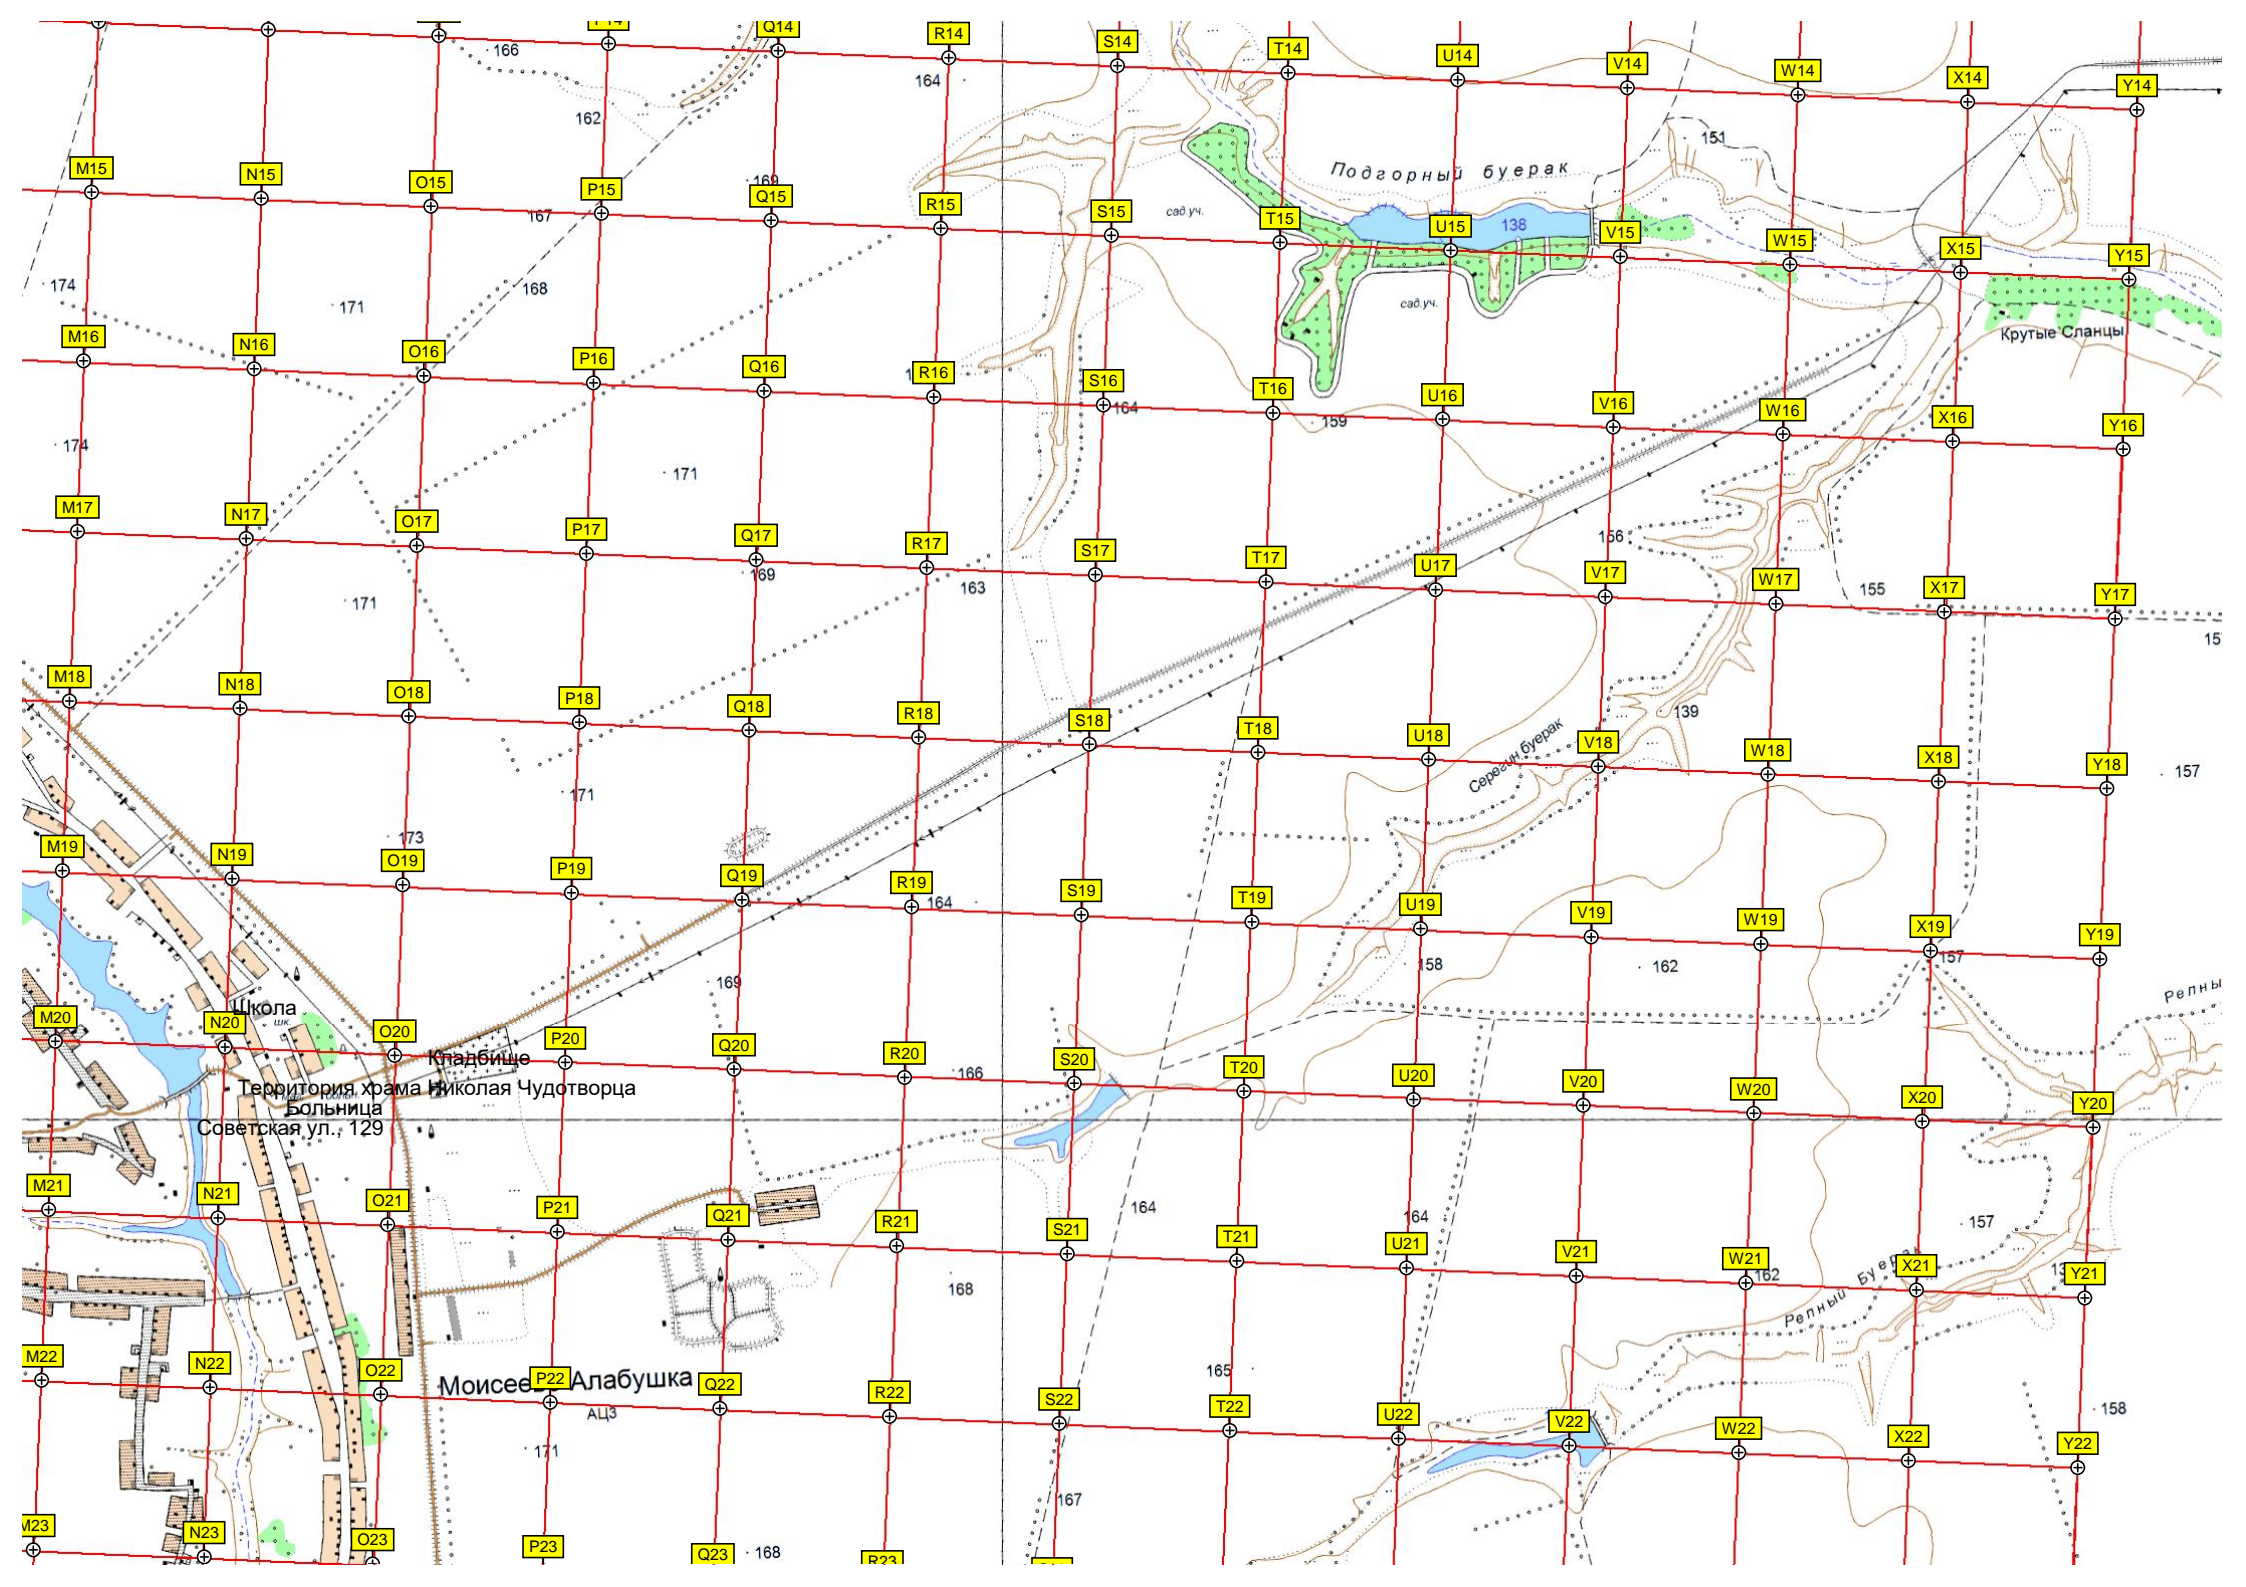 Q14 R14 S14 T14 U14 V14 W14 X14 Y14
166 164 162
151
Подгорный буерак
M15 N15 O15 P15 Q15 R15 S15 T15 U15 V15 W15 X15 Y15
169 167 138
сад.уч.
174 171 168
сад.уч.
Крутые Сланцы
M16 N16 O16 P16 Q16 R16 S16 T16 U16 V16 W16 X16 Y16
164 159
174 171
M17 N17 O17 P17 Q17 R17 S17 T17 U17 V17 W17 X17 Y17
156
169 163 155
171
M18 N18 O18 P18 Q18 R18 S18 T18 U18 V18 W18 X18 Y18
139
Серегин буерак
157
171
173
M19 N19 O19 P19 Q19 R19 S19 T19 U19 V19 W19 X19 Y19
164
158 162 157
169
Репны
Школа
шк.
M20 N20 O20 P20 Q20 R20 S20 T20 U20 V20 W20 X20 Y20
Кладбище
166
Территория храма Николая Чудотворца
Больница
Советская ул., 129
M21 N21 O21 P21 Q21 R21 S21 T21 U21 V21 W21 X21 Y21
164 164 157
168 162
Репный Буерак
M22 N22 O22 P22 Q22 R22 S22 T22 U22 V22 W22 X22 Y22
165
Алабушка
АЦЗ
158
171
167
M23 N23 O23 P23 Q23 R23
168